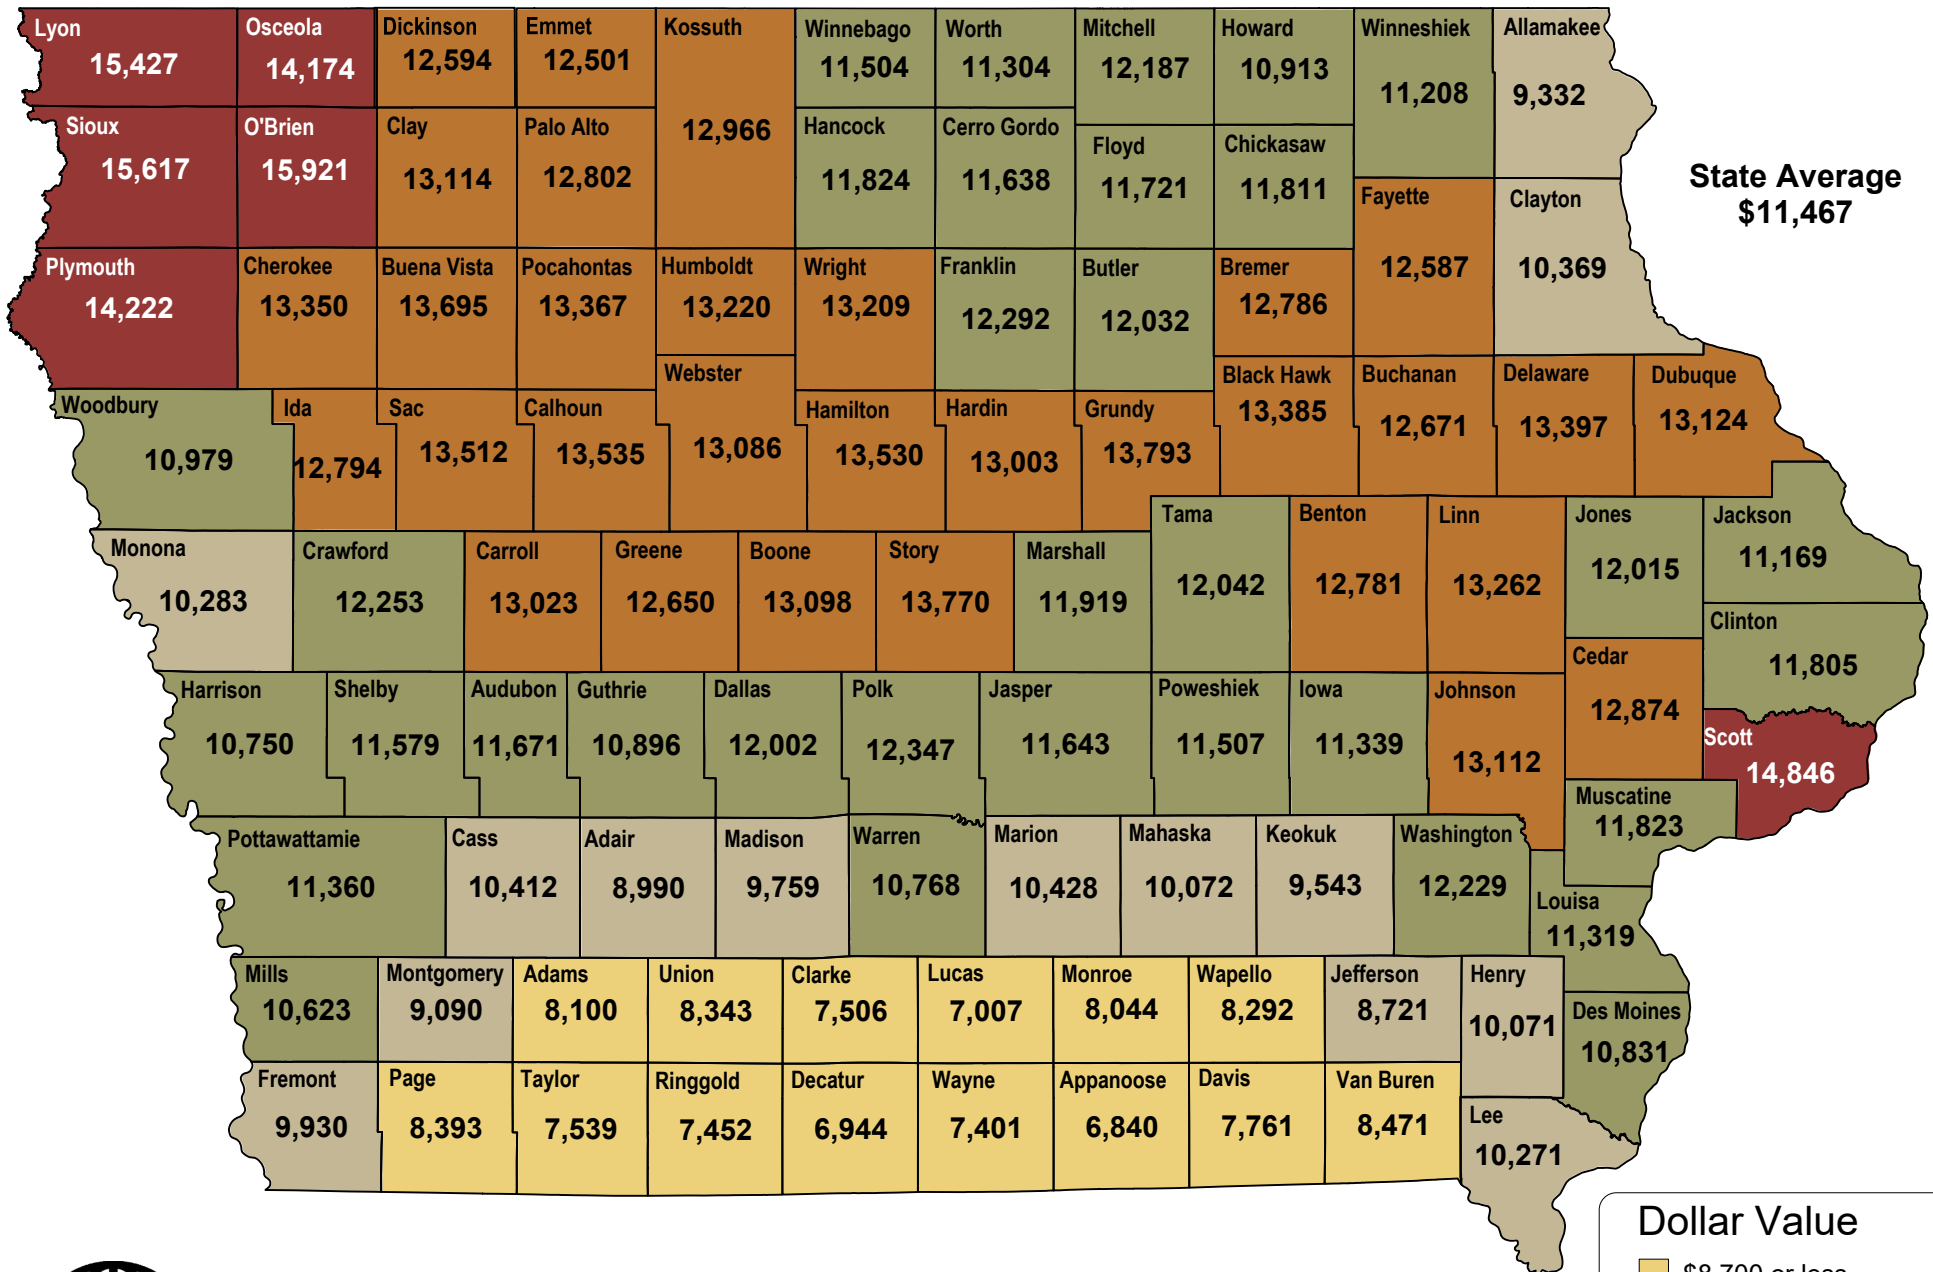 Lyon
15,427
Osceola
14,174
Dickinson
12,594
Emmet
12,501
Kossuth
12,966
Winnebago
11,504
Worth
11,304
Mitchell
12,187
Howard
10,913
Winneshiek
11,208
Allamakee
9,332
Sioux
15,617
O'Brien
15,921
Clay
13,114
Palo Alto
12,802
Hancock
11,824
Cerro Gordo
11,638
Floyd
11,721
Chickasaw
11,811
State Average
$11,467
Fayette
12,587
Clayton
10,369
Plymouth
14,222
Cherokee
13,350
Buena Vista
13,695
Pocahontas
13,367
Humboldt
13,220
Wright
13,209
Franklin
12,292
Butler
12,032
Bremer
12,786
Woodbury
10,979
Ida
12,794
Sac
13,512
Calhoun
13,535
Webster
13,086
Hamilton
13,530
Hardin
13,003
Grundy
13,793
Black Hawk
13,385
Buchanan
12,671
Delaware
13,397
Dubuque
13,124
Monona
10,283
Crawford
12,253
Carroll
13,023
Greene
12,650
Boone
13,098
Story
13,770
Marshall
11,919
Tama
12,042
Benton
12,781
Linn
13,262
Jones
12,015
Jackson
11,169
Clinton
11,805
Harrison
10,750
Shelby
11,579
Audubon
11,671
Guthrie
10,896
Dallas
12,002
Polk
12,347
Jasper
11,643
Poweshiek
11,507
Iowa
11,339
Johnson
13,112
Cedar
12,874
Scott
14,846
Muscatine
11,823
Pottawattamie
11,360
Cass
10,412
Adair
8,990
Madison
9,759
Warren
10,768
Marion
10,428
Mahaska
10,072
Keokuk
9,543
Washington
12,229
Louisa
11,319
Mills
10,623
Montgomery
9,090
Adams
8,100
Union
8,343
Clarke
7,506
Lucas
7,007
Monroe
8,044
Wapello
8,292
Jefferson
8,721
Henry
10,071
Des Moines
10,831
Fremont
9,930
Page
8,393
Taylor
7,539
Ringgold
7,452
Decatur
6,944
Wayne
7,401
Appanoose
6,840
Davis
7,761
Van Buren
8,471
Lee
10,271
Dollar Value
$8,700 or less